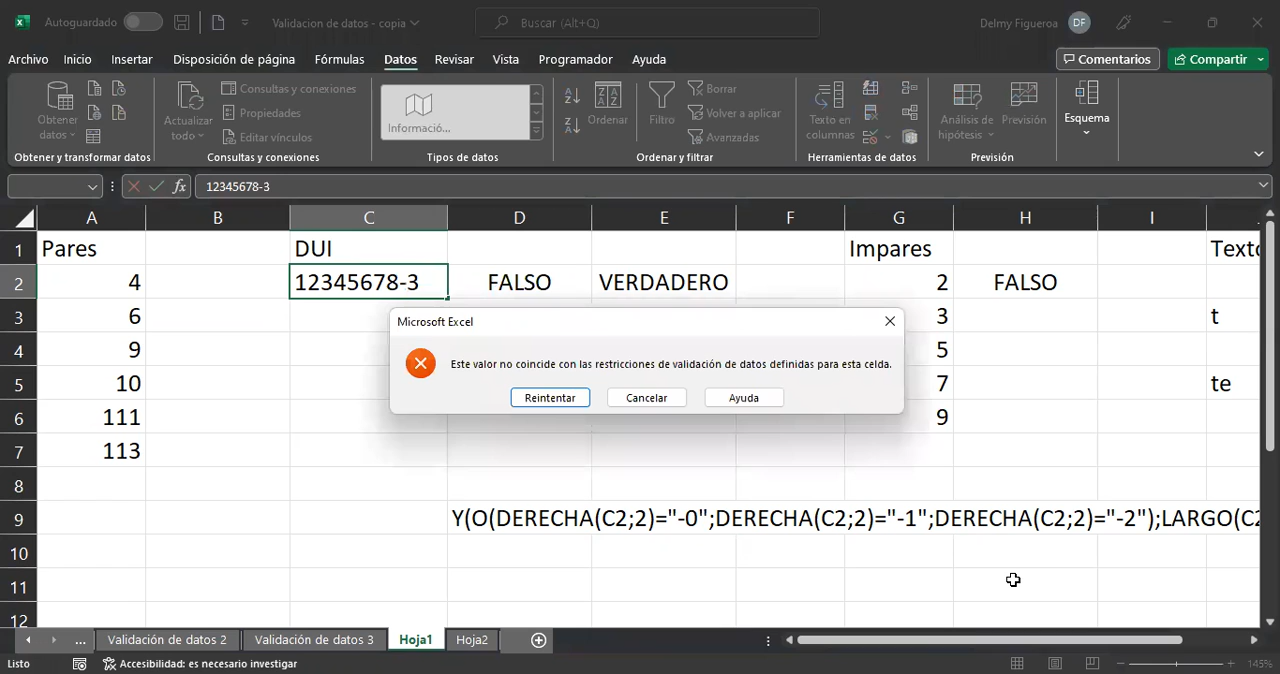 Autoguardado
Validacion de datos - copia
Buscar (Alt+Q)
Delmy Figueroa
DF
Archivo
Inicio
Insertar
Disposición de página
Fórmulas
Datos
Revisar
Vista
Programador
Ayuda
Comentarios
Compartir
Obtener datos
Actualizar todo
Consultas y conexiones
Propiedades
Editar vínculos
Informació...
Ordenar
Filtro
Borrar
Volver a aplicar
Avanzadas
Texto en columnas
Análisis de hipótesis
Previsión
Esquema
Obtener y transformar datos
Consultas y conexiones
Tipos de datos
Ordenar y filtrar
Herramientas de datos
Previsión
fx
12345678-3
A B C D E F G H I
1 Pares DUI Impares Texto
2 4 12345678-3 FALSO VERDADERO 2 FALSO
3 6 3 t
4 9 5
5 10 7 te
6 111 9
7 113
8
9 Y(O(DERECHA(C2;2)="-0";DERECHA(C2;2)="-1";DERECHA(C2;2)="-2");LARGO(C2
10
11
12
Microsoft Excel
Este valor no coincide con las restricciones de validación de datos definidas para esta celda.
Reintentar
Cancelar
Ayuda
...
Validación de datos 2
Validación de datos 3
Hoja1
Hoja2
Listo
Accesibilidad: es necesario investigar
145%